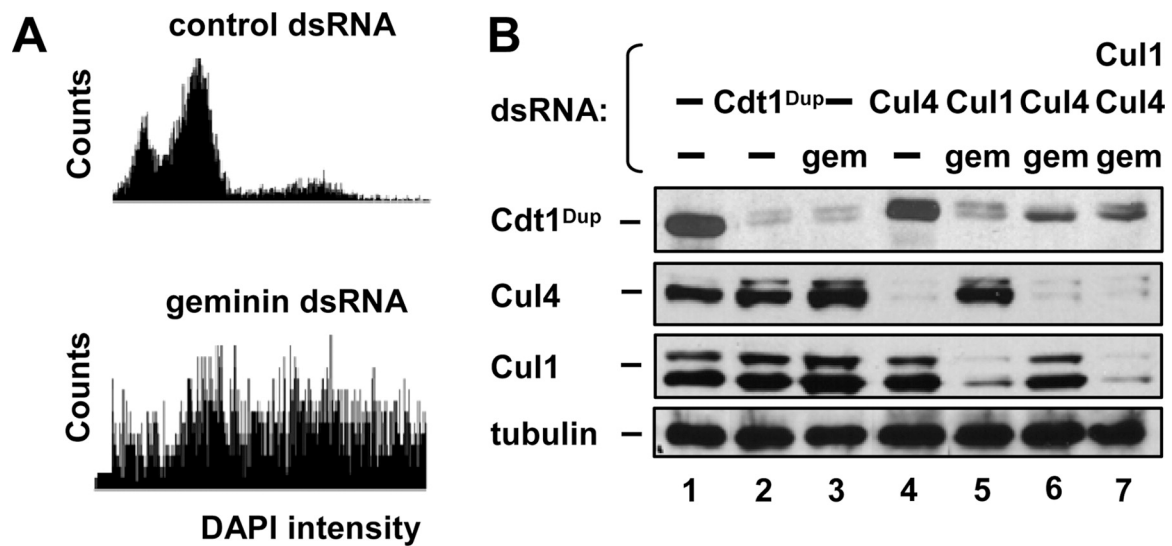 A
control dsRNA
Counts
geminin dsRNA
Counts
DAPI intensity
B
Cul1
dsRNA: – Cdt1Dup – Cul4 Cul1 Cul4 Cul4
– – gem – gem gem gem
Cdt1Dup –
Cul4 –
Cul1 –
tubulin –
1 2 3 4 5 6 7